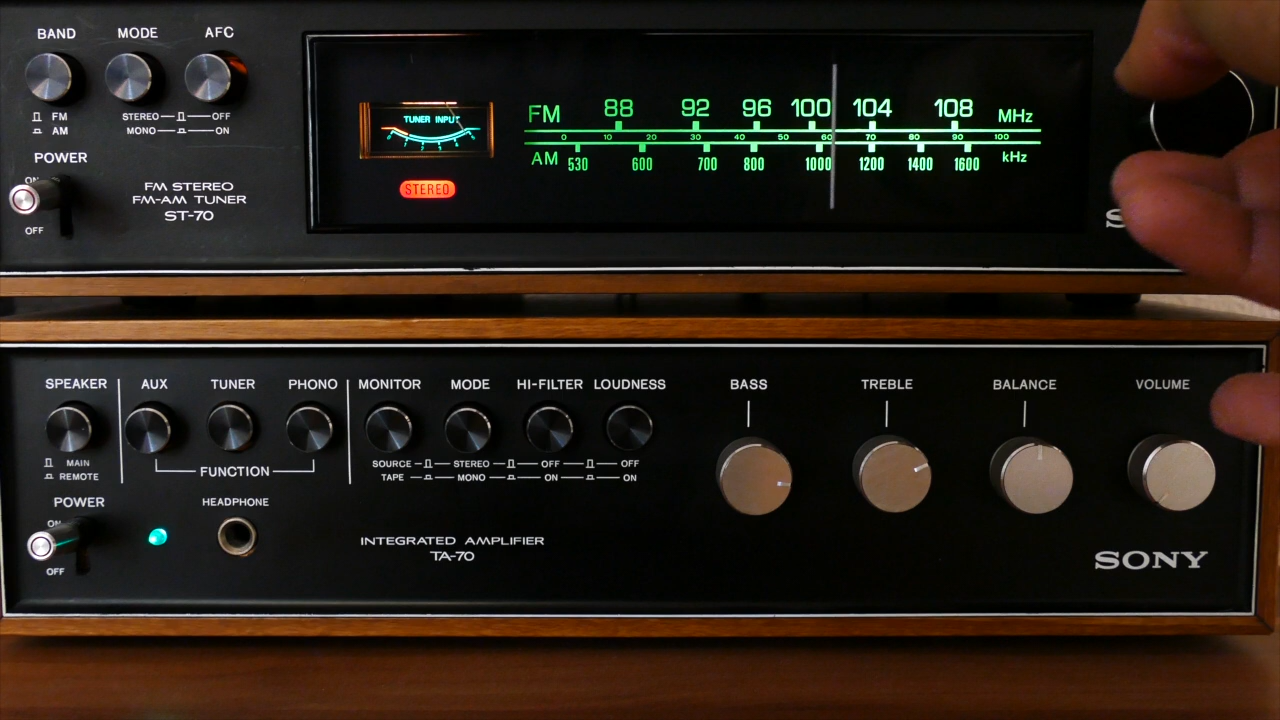 BAND MODE AFC
FM STEREO OFF
AM MONO ON
POWER
ON
OFF
FM STEREO
FM-AM TUNER
ST-70
TUNER INPUT
STEREO
FM 88 92 96 100 104 108 MHz
0 10 20 30 40 50 60 70 80 90 100
AM 530 600 700 800 1000 1200 1400 1600 kHz
SPEAKER AUX TUNER PHONO MONITOR MODE HI-FILTER LOUDNESS BASS TREBLE BALANCE VOLUME
MAIN SOURCE STEREO OFF OFF
REMOTE FUNCTION TAPE MONO ON ON
POWER HEADPHONE
ON
OFF
INTEGRATED AMPLIFIER
TA-70
SONY